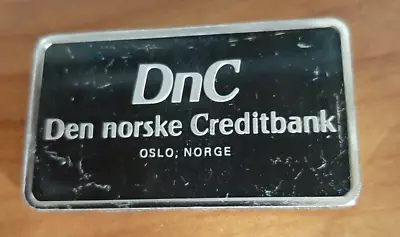 DnC
Den norske Creditbank
OSLO, NORGE